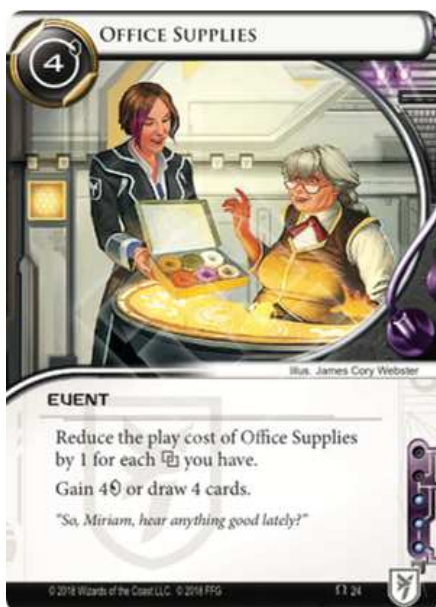 OFFICE SUPPLIES
4
Illus. James Cory Webster
EVENT
Reduce the play cost of Office Supplies
by 1 for each you have.
Gain 4 or draw 4 cards.
"So, Miriam, hear anything good lately?"
© 2018 Wizards of the Coast LLC. © 2018 FFG 24